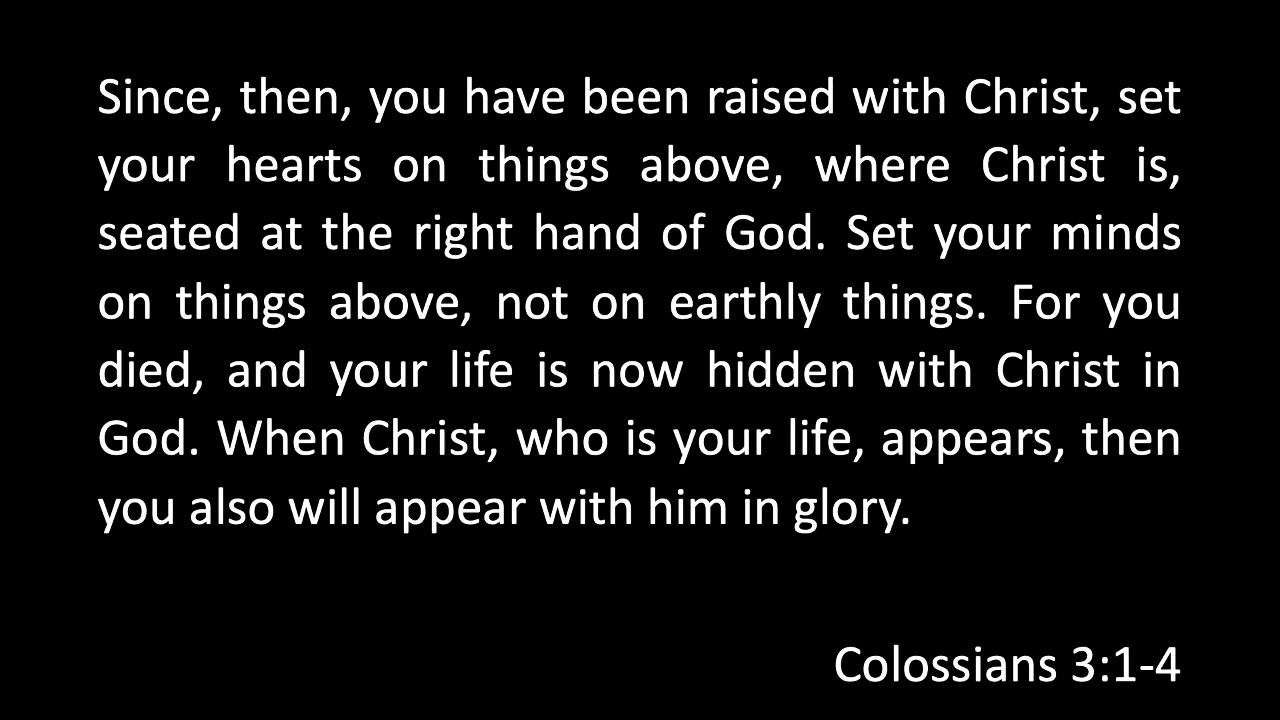 Since, then, you have been raised with Christ, set
your hearts on things above, where Christ is,
seated at the right hand of God. Set your minds
on things above, not on earthly things. For you
died, and your life is now hidden with Christ in
God. When Christ, who is your life, appears, then
you also will appear with him in glory.
Colossians 3:1-4